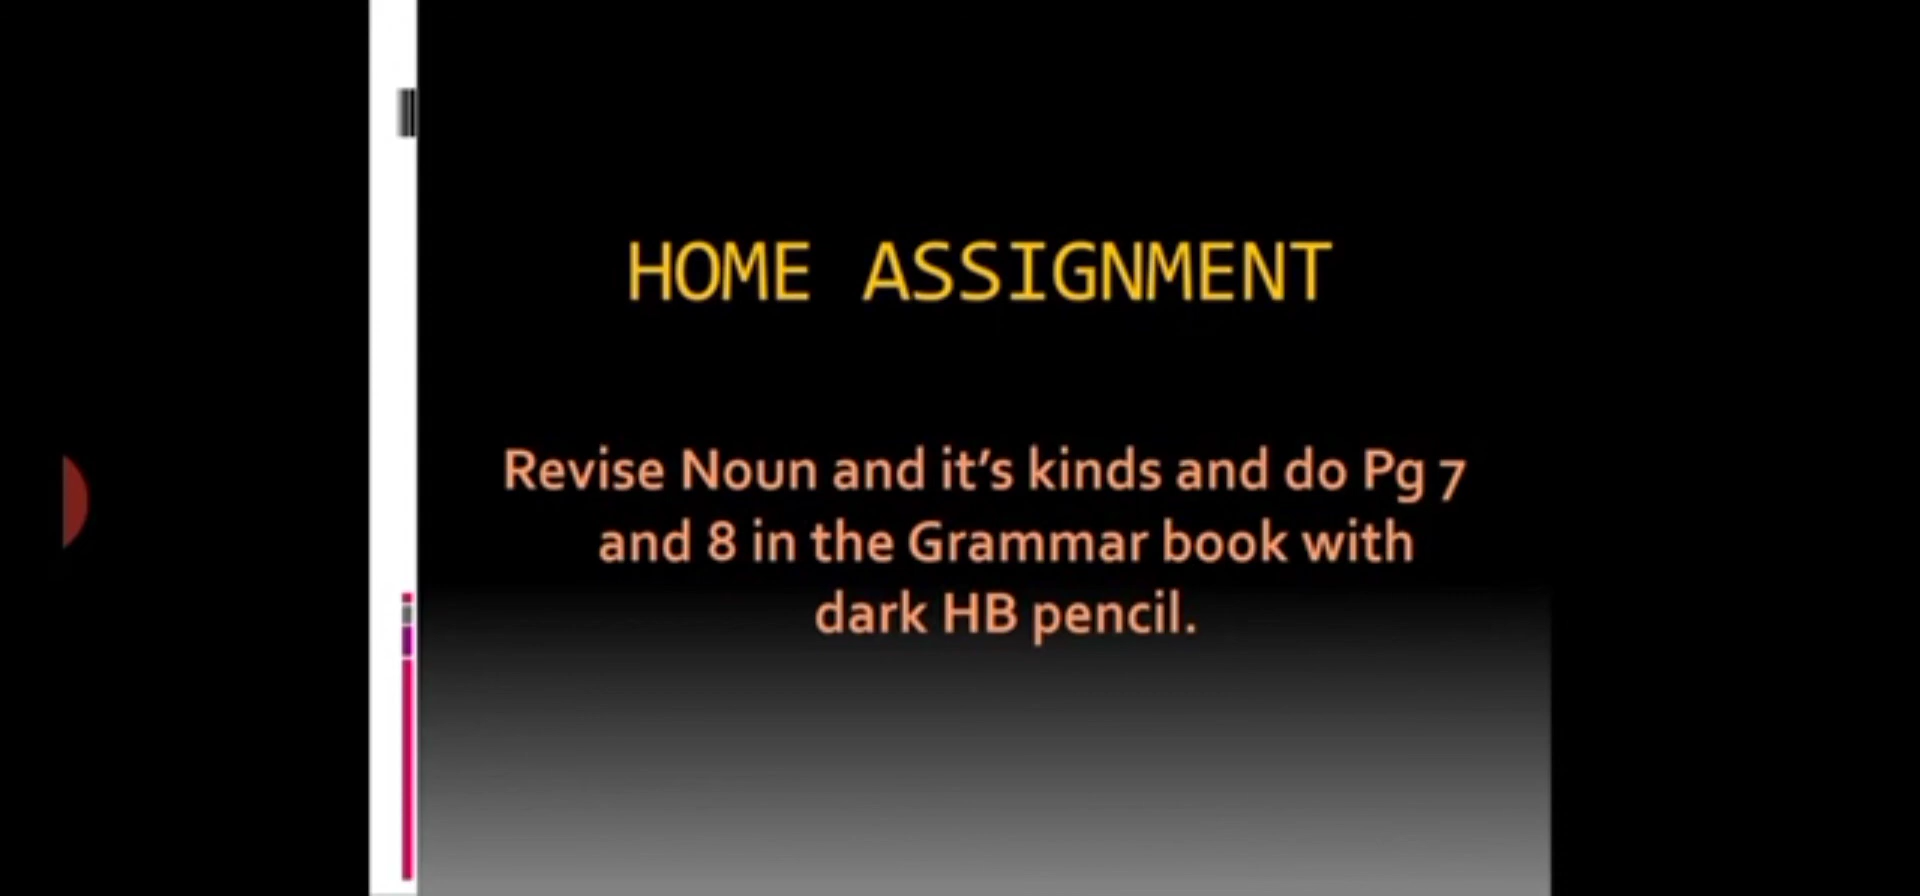 HOME ASSIGNMENT
Revise Noun and it’s kinds and do Pg 7
and 8 in the Grammar book with
dark HB pencil.